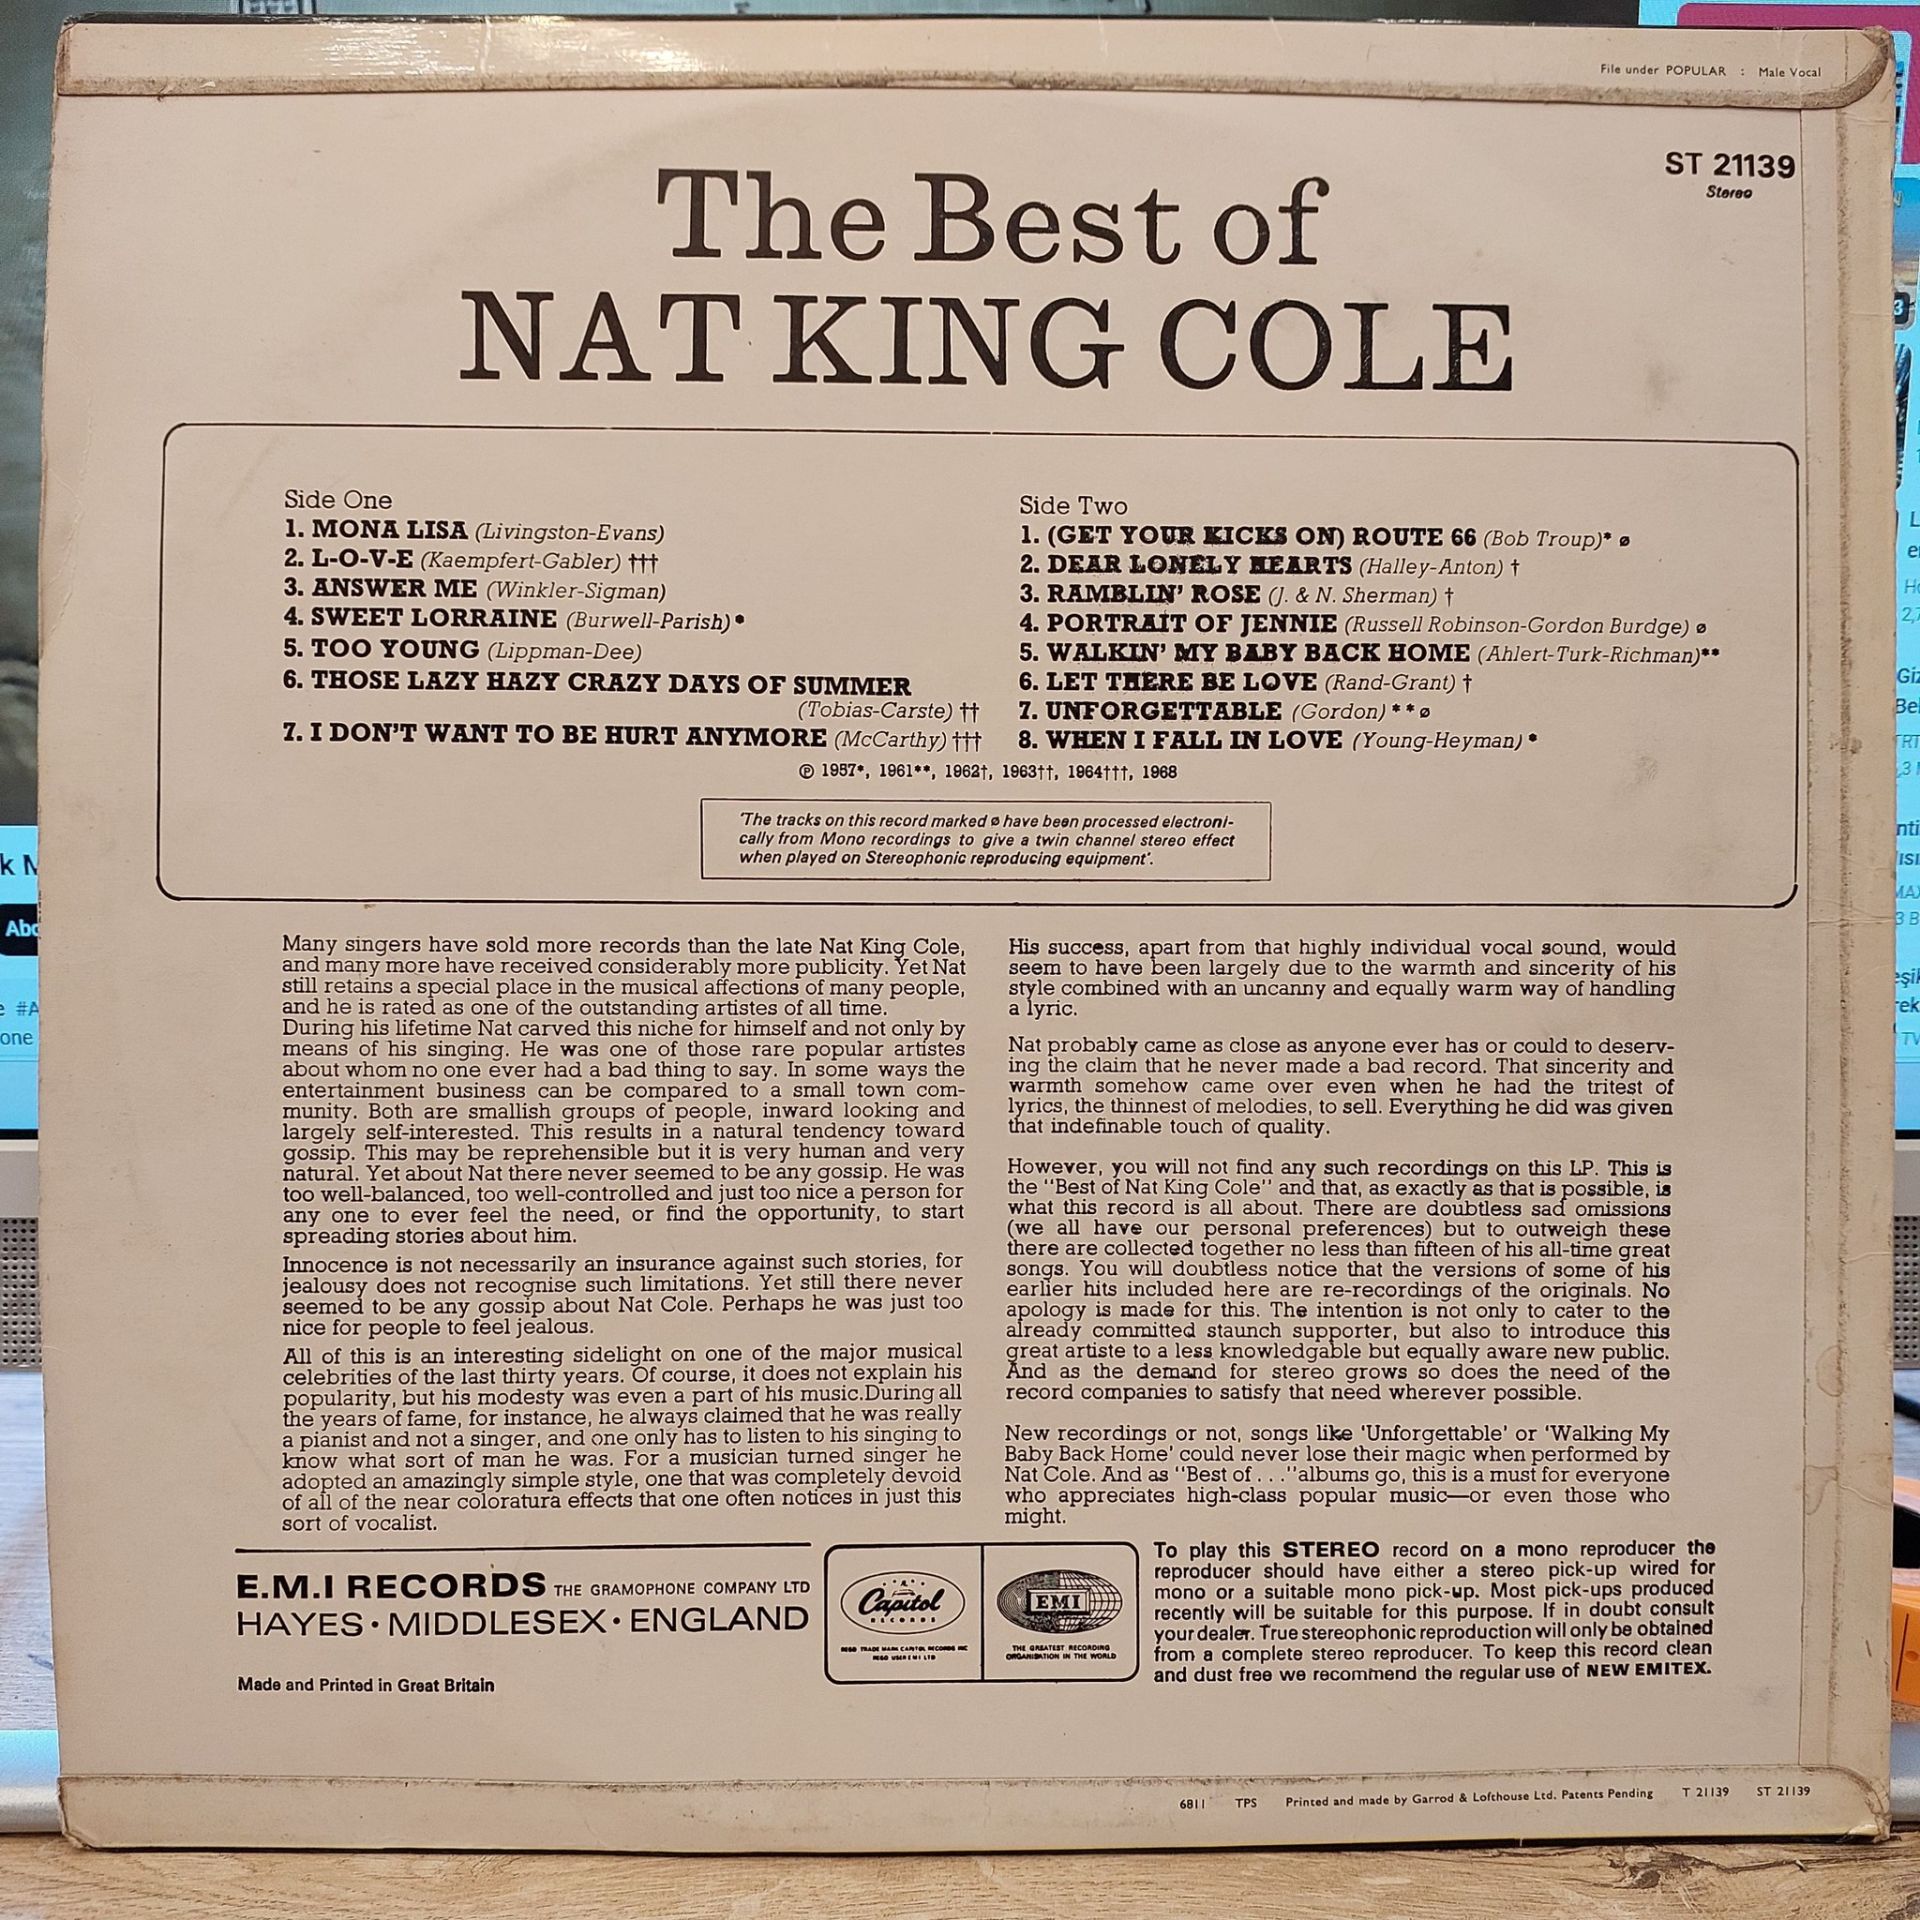 File under POPULAR : Male Vocal
ST 21139
Stereo
The Best of
NAT KING COLE
Side One
1. MONA LISA (Livingston-Evans)
2. L-O-V-E (Kaempfert-Gabler) †††
3. ANSWER ME (Winkler-Sigman)
4. SWEET LORRAINE (Burwell-Parish)*
5. TOO YOUNG (Lippman-Dee)
6. THOSE LAZY HAZY CRAZY DAYS OF SUMMER
(Tobias-Carste) ††
7. I DON'T WANT TO BE HURT ANYMORE (McCarthy) †††
Side Two
1. (GET YOUR KICKS ON) ROUTE 66 (Bob Troup)* ø
2. DEAR LONELY HEARTS (Halley-Anton) †
3. RAMBLIN' ROSE (J. & N. Sherman) †
4. PORTRAIT OF JENNIE (Russell Robinson-Gordon Burdge) ø
5. WALKIN' MY BABY BACK HOME (Ahlert-Turk-Richman)**
6. LET THERE BE LOVE (Rand-Grant) †
7. UNFORGETTABLE (Gordon) ** ø
8. WHEN I FALL IN LOVE (Young-Heyman) *
℗ 1957*, 1961**, 1962†, 1963††, 1964†††, 1968
'The tracks on this record marked ø have been processed electroni-
cally from Mono recordings to give a twin channel stereo effect
when played on Stereophonic reproducing equipment'.
Many singers have sold more records than the late Nat King Cole,
and many more have received considerably more publicity. Yet Nat
still retains a special place in the musical affections of many people,
and he is rated as one of the outstanding artistes of all time.
During his lifetime Nat carved this niche for himself and not only by
means of his singing. He was one of those rare popular artistes
about whom no one ever had a bad thing to say. In some ways the
entertainment business can be compared to a small town com-
munity. Both are smallish groups of people, inward looking and
largely self-interested. This results in a natural tendency toward
gossip. This may be reprehensible but it is very human and very
natural. Yet about Nat there never seemed to be any gossip. He was
too well-balanced, too well-controlled and just too nice a person for
any one to ever feel the need, or find the opportunity, to start
spreading stories about him.
Innocence is not necessarily an insurance against such stories, for
jealousy does not recognise such limitations. Yet still there never
seemed to be any gossip about Nat Cole. Perhaps he was just too
nice for people to feel jealous.
All of this is an interesting sidelight on one of the major musical
celebrities of the last thirty years. Of course, it does not explain his
popularity, but his modesty was even a part of his music.During all
the years of fame, for instance, he always claimed that he was really
a pianist and not a singer, and one only has to listen to his singing to
know what sort of man he was. For a musician turned singer he
adopted an amazingly simple style, one that was completely devoid
of all of the near coloratura effects that one often notices in just this
sort of vocalist.
His success, apart from that highly individual vocal sound, would
seem to have been largely due to the warmth and sincerity of his
style combined with an uncanny and equally warm way of handling
a lyric.
Nat probably came as close as anyone ever has or could to deserv-
ing the claim that he never made a bad record. That sincerity and
warmth somehow came over even when he had the tritest of
lyrics, the thinnest of melodies, to sell. Everything he did was given
that indefinable touch of quality.
However, you will not find any such recordings on this LP. This is
the "Best of Nat King Cole" and that, as exactly as that is possible, is
what this record is all about. There are doubtless sad omissions
(we all have our personal preferences) but to outweigh these
there are collected together no less than fifteen of his all-time great
songs. You will doubtless notice that the versions of some of his
earlier hits included here are re-recordings of the originals. No
apology is made for this. The intention is not only to cater to the
already committed staunch supporter, but also to introduce this
great artiste to a less knowledgable but equally aware new public.
And as the demand for stereo grows so does the need of the
record companies to satisfy that need wherever possible.
New recordings or not, songs like 'Unforgettable' or 'Walking My
Baby Back Home' could never lose their magic when performed by
Nat Cole. And as "Best of . . ."albums go, this is a must for everyone
who appreciates high-class popular music—or even those who
might.
E.M.I RECORDS THE GRAMOPHONE COMPANY LTD
HAYES · MIDDLESEX · ENGLAND
Made and Printed in Great Britain
Capitol
RECORDS
REGD TRADE MARK CAPITOL RECORDS INC
REGD USER EMI LTD
EMI
THE GREATEST RECORDING
ORGANISATION IN THE WORLD
To play this STEREO record on a mono reproducer the
reproducer should have either a stereo pick-up wired for
mono or a suitable mono pick-up. Most pick-ups produced
recently will be suitable for this purpose. If in doubt consult
your dealer. True stereophonic reproduction will only be obtained
from a complete stereo reproducer. To keep this record clean
and dust free we recommend the regular use of NEW EMITEX.
6811 TPS Printed and made by Garrod & Lofthouse Ltd. Patents Pending T 21139 ST 21139